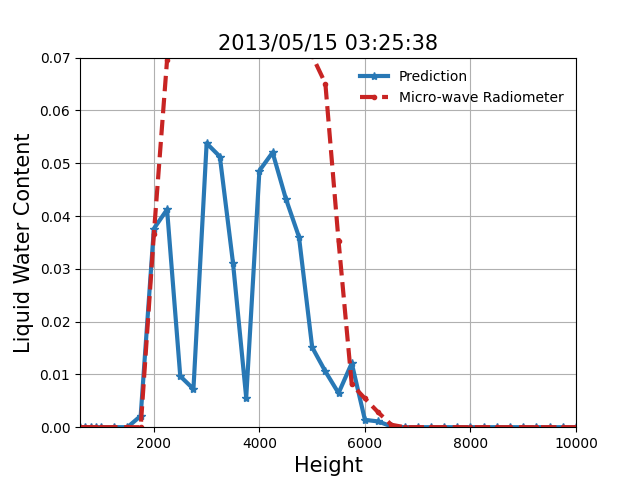 2013/05/15 03:25:38
Prediction
Micro-wave Radiometer
Liquid Water Content
0.07
0.06
0.05
0.04
0.03
0.02
0.01
0.00
2000 4000 6000 8000 10000
Height